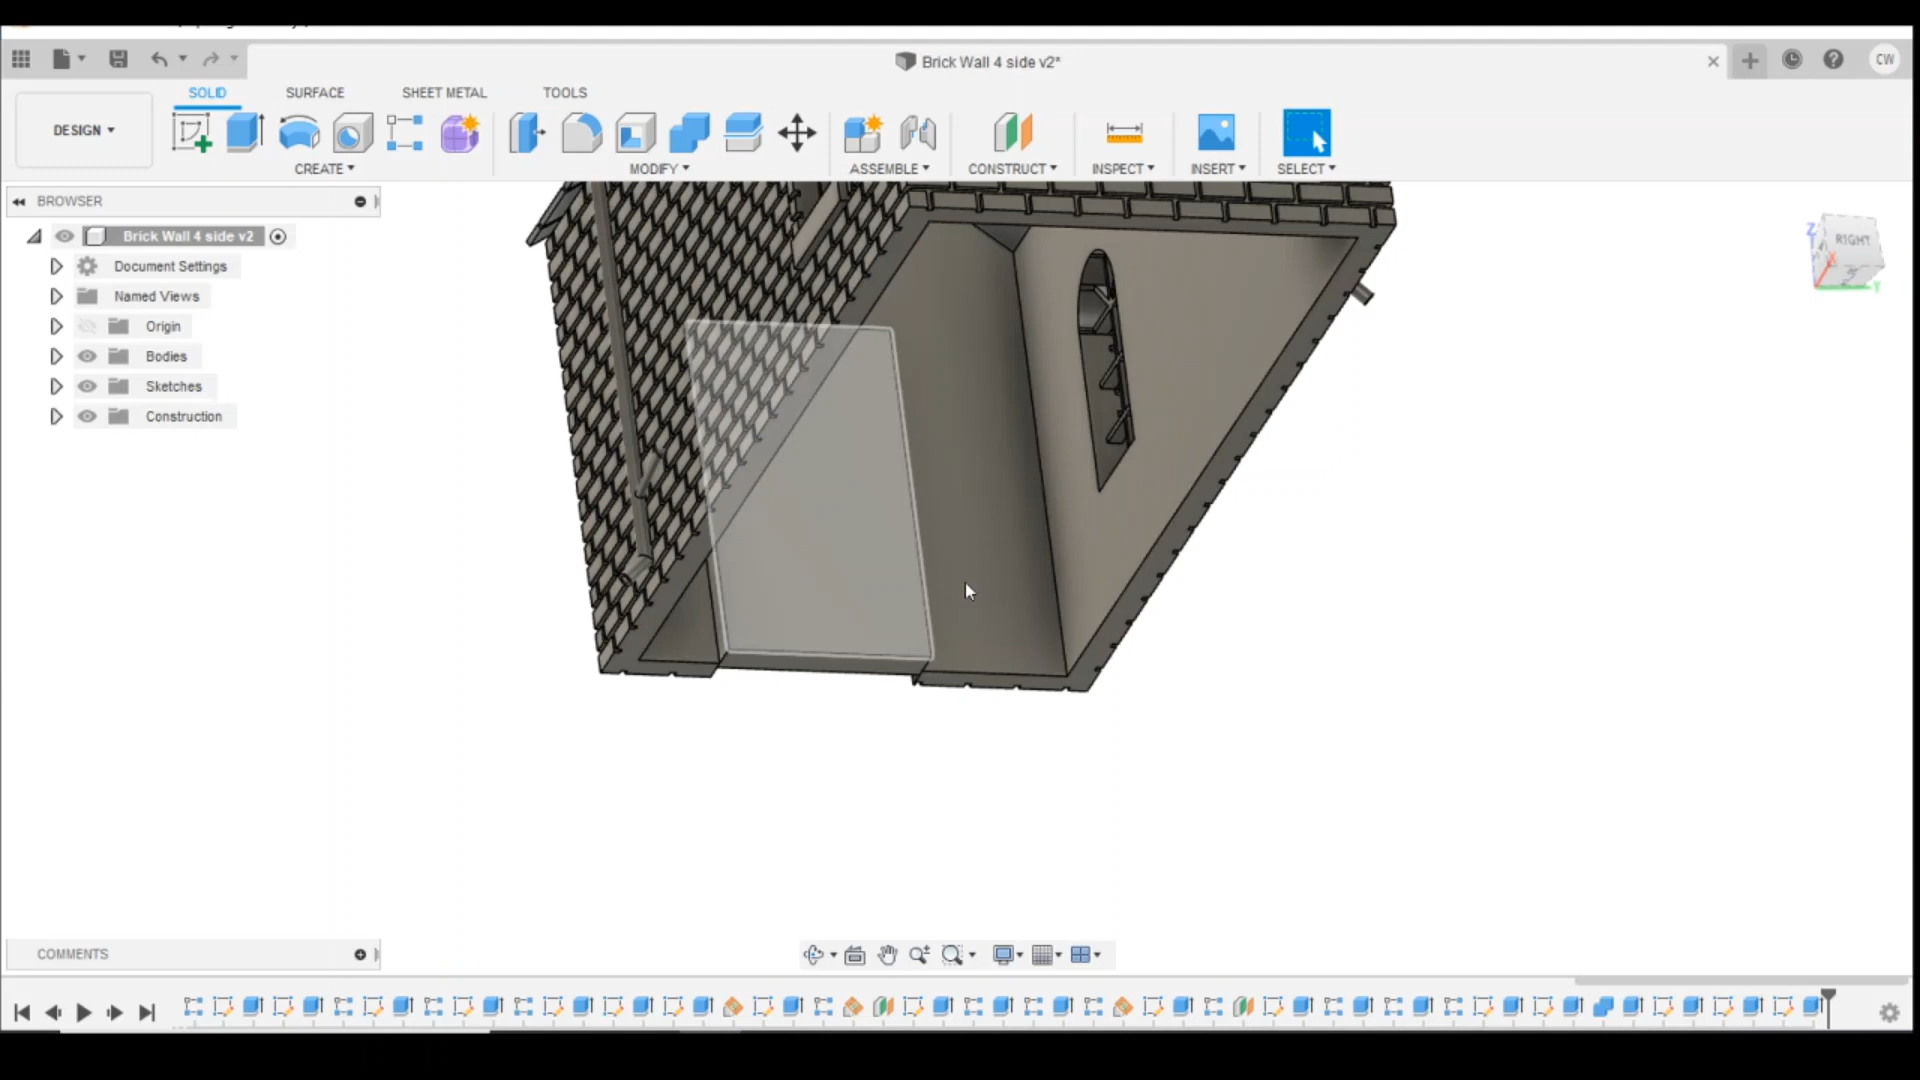 Brick Wall 4 side v2*
CW
SOLID
SURFACE
SHEET METAL
TOOLS
DESIGN
CREATE
MODIFY
ASSEMBLE
CONSTRUCT
INSPECT
INSERT
SELECT
BROWSER
Brick Wall 4 side v2
Document Settings
Named Views
Origin
Bodies
Sketches
Construction
Z
RIGHT
X
Y
COMMENTS